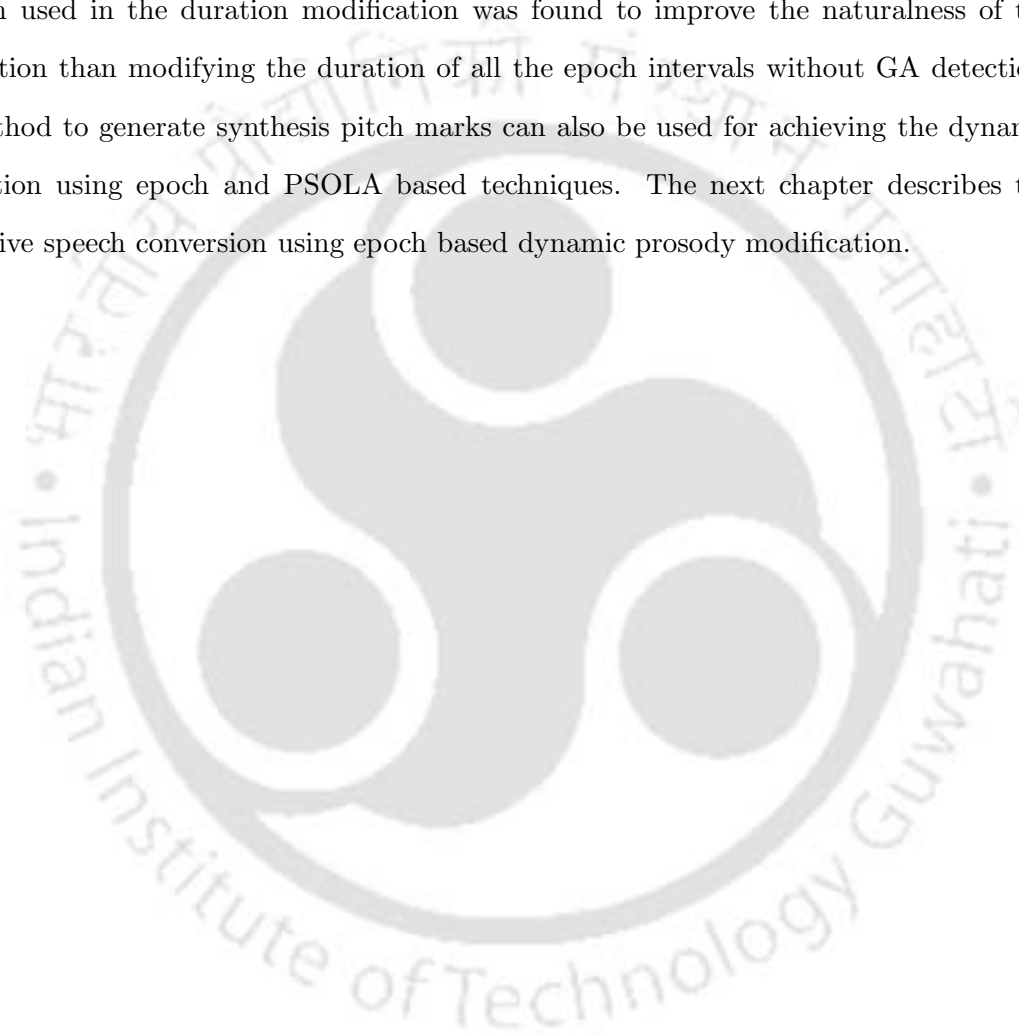 used in the duration modification was found to improve the naturalness of
than modifying the duration of all the epoch intervals without GA
to generate synthesis pitch marks can also be used for achieving the
using epoch and PSOLA based techniques. The next chapter describes
speech conversion using epoch based dynamic prosody modification.
भारतीय प्रौद्योगिकी संस्थान गुवाहाटी
• Indian Institute of Technology Guwahati •